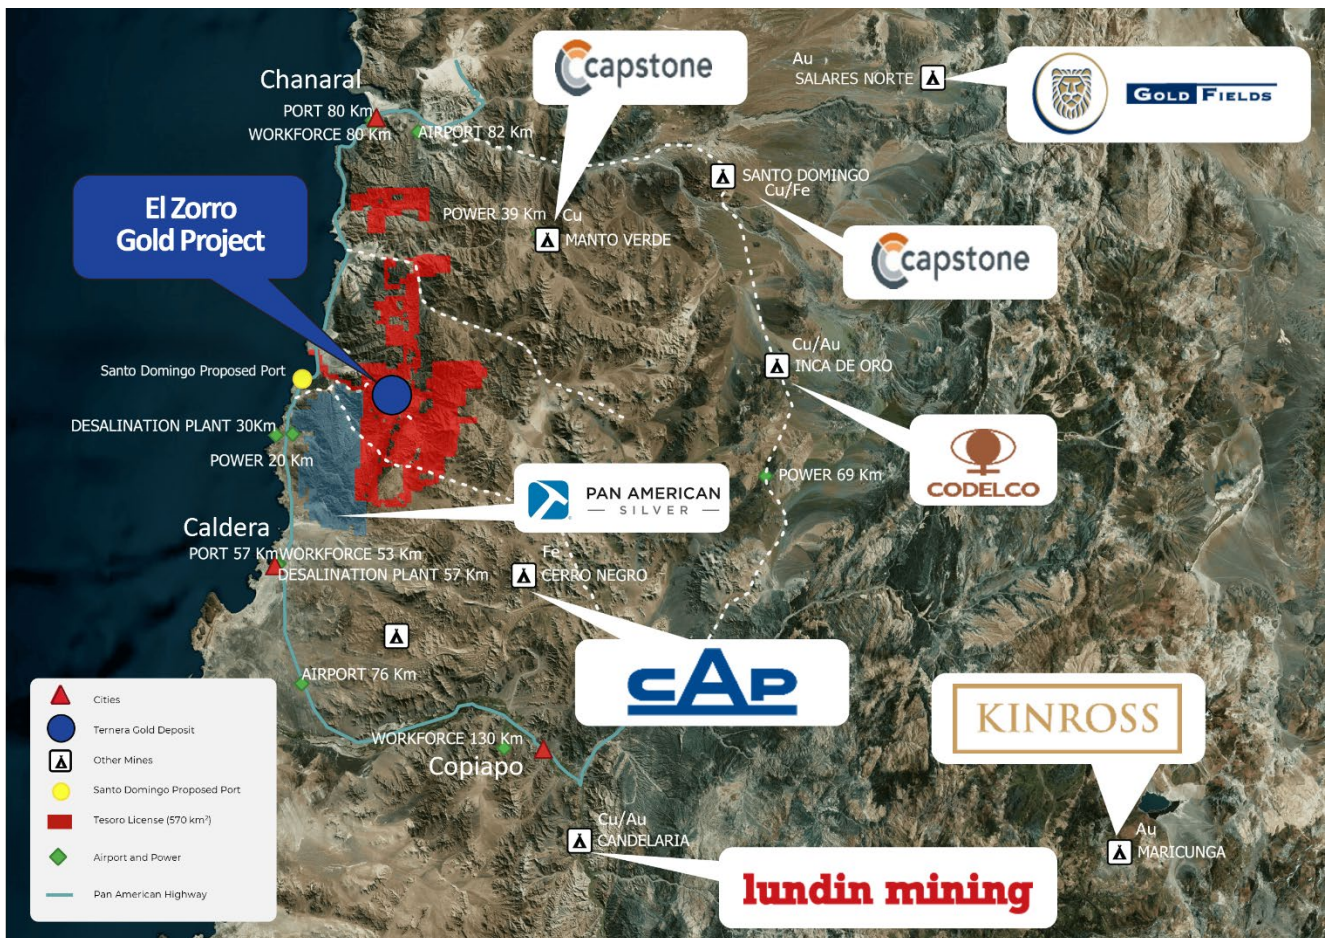 capstone
Au
SALARES NORTE
GOLD FIELDS
Chanaral
PORT 80 Km
WORKFORCE 80 Km
AIRPORT 82 Km
SANTO DOMINGO
Cu/Fe
El Zorro
Gold Project
POWER 39 Km
Cu
MANTO VERDE
capstone
Cu/Au
INCA DE ORO
Santo Domingo Proposed Port
DESALINATION PLANT 30Km
POWER 20 Km
CODELCO
POWER 69 Km
PAN AMERICAN
— SILVER —
Caldera
PORT 57 Km
WORKFORCE 53 Km
DESALINATION PLANT 57 Km
Fe
CERRO NEGRO
CAP
AIRPORT 76 Km
KINROSS
WORKFORCE 130 Km
Copiapo
Cu/Au
CANDELARIA
Au
MARICUNGA
lundin mining
Cities
Ternera Gold Deposit
Other Mines
Santo Domingo Proposed Port
Tesoro License (570 km²)
Airport and Power
Pan American Highway